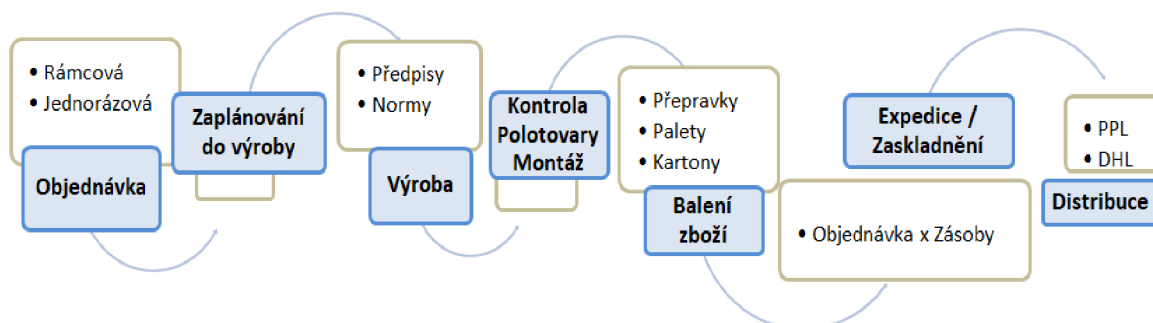 • Rámcová
• Jednorázová
Objednávka
Zaplánování
do výroby
• Předpisy
• Normy
Výroba
Kontrola
Polotovary
Montáž
• Přepravky
• Palety
• Kartony
Balení
zboží
Expedice /
Zaskladnění
• Objednávka x Zásoby
• PPL
• DHL
Distribuce